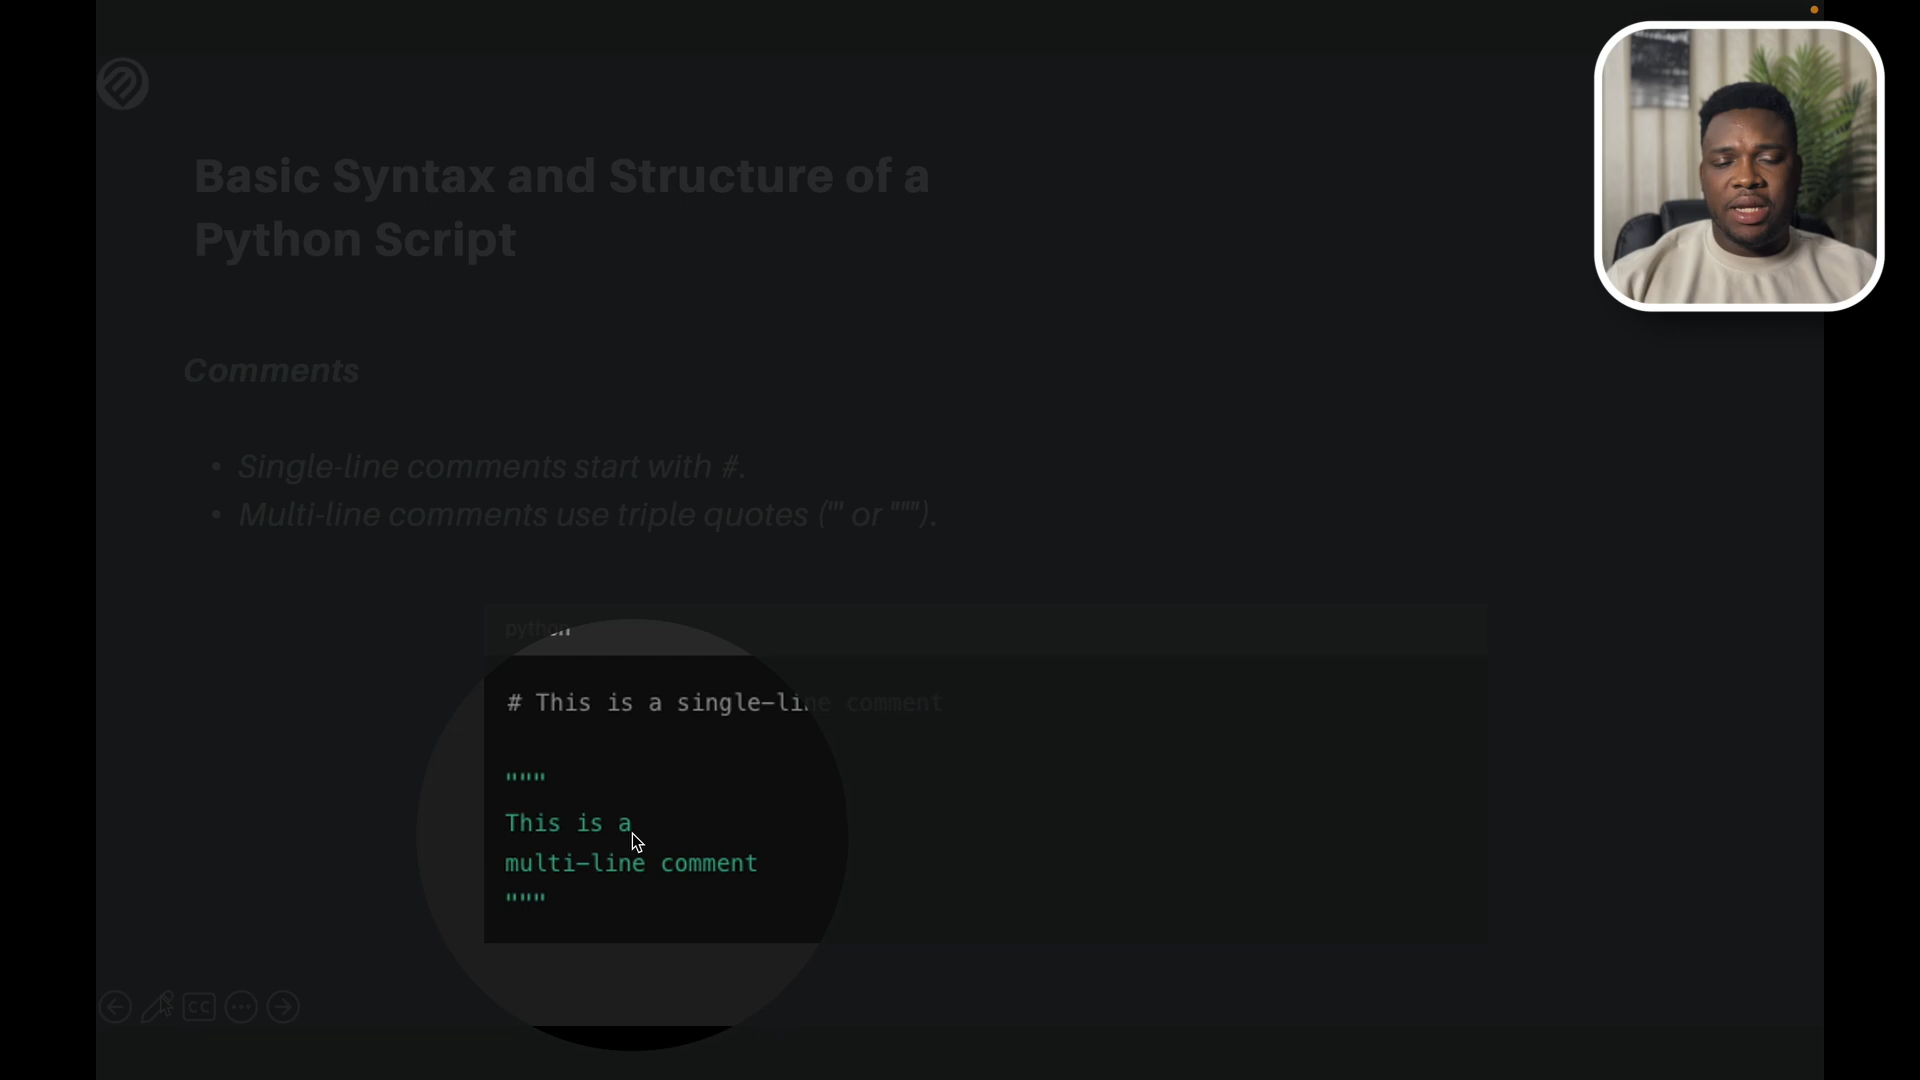 Basic Syntax and Structure of a
Python Script
Comments
• Single-line comments start with #.
• Multi-line comments use triple quotes (''' or """).
python
# This is a single-line comment
"""
This is a
multi-line comment
"""
CC